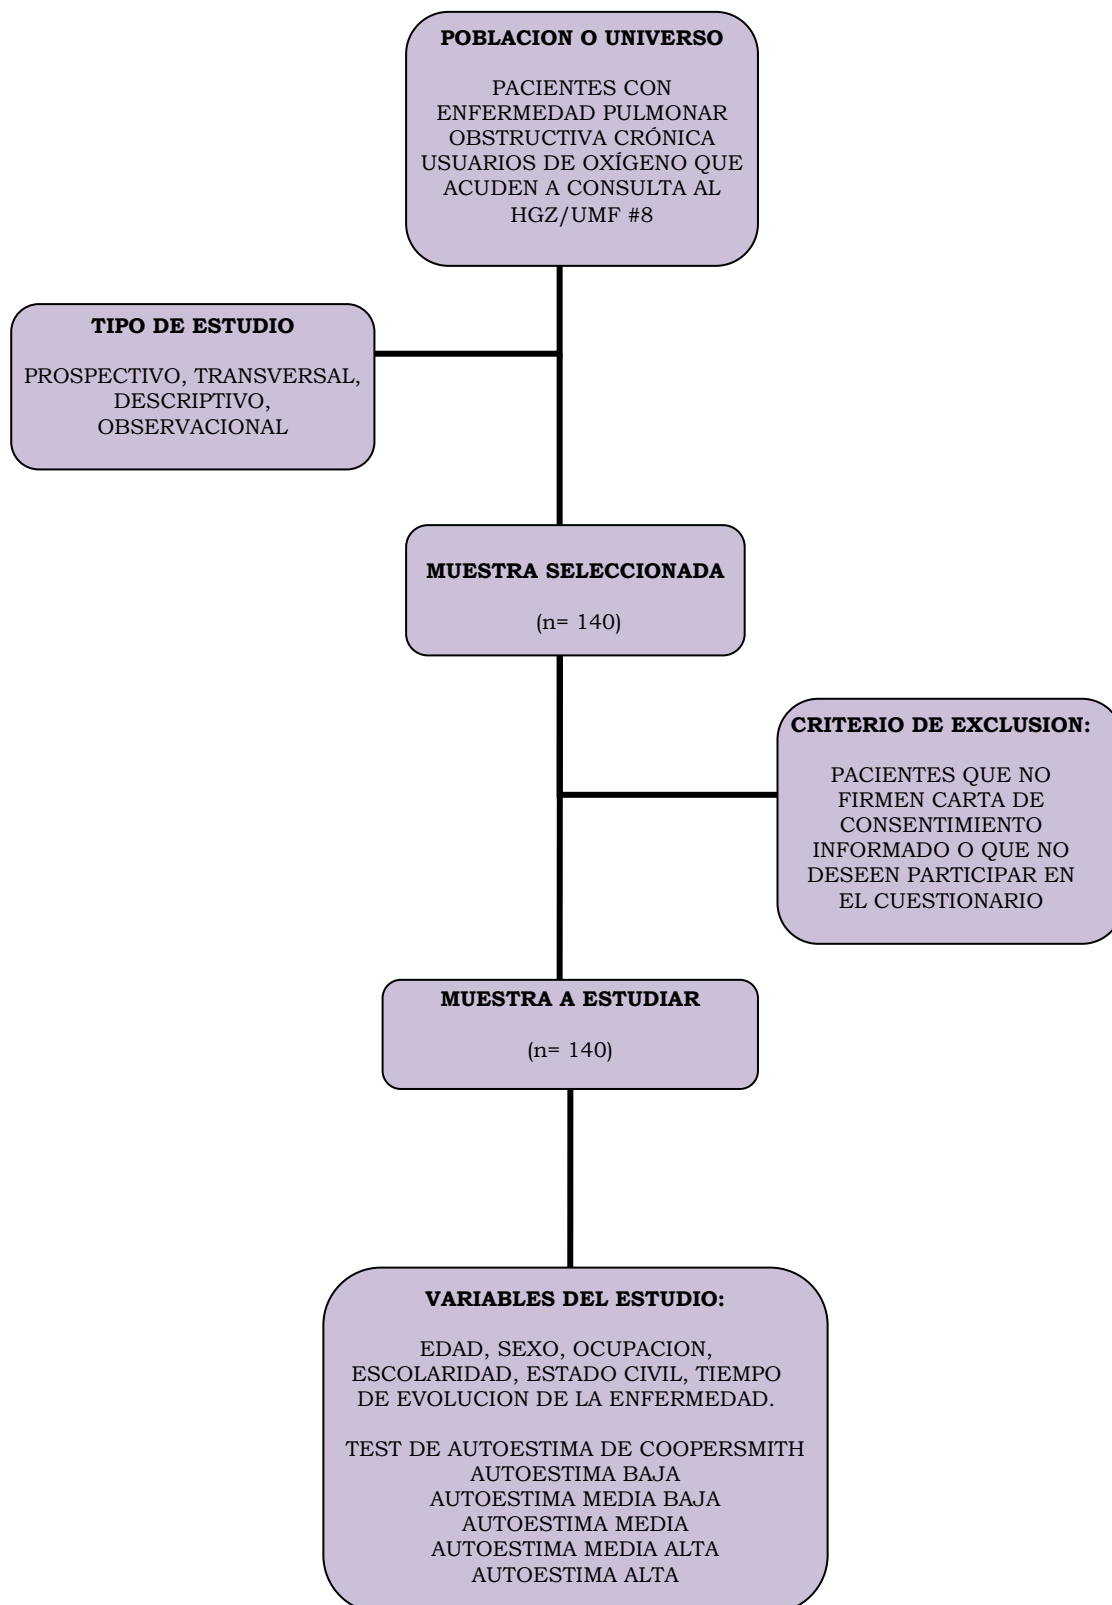 POBLACION O UNIVERSO
PACIENTES CON
ENFERMEDAD PULMONAR
OBSTRUCTIVA CRÓNICA
USUARIOS DE OXÍGENO QUE
ACUDEN A CONSULTA AL
HGZ/UMF #8
TIPO DE ESTUDIO
PROSPECTIVO, TRANSVERSAL,
DESCRIPTIVO,
OBSERVACIONAL
MUESTRA SELECCIONADA
(n= 140)
CRITERIO DE EXCLUSION:
PACIENTES QUE NO
FIRMEN CARTA DE
CONSENTIMIENTO
INFORMADO O QUE NO
DESEEN PARTICIPAR EN
EL CUESTIONARIO
MUESTRA A ESTUDIAR
(n= 140)
VARIABLES DEL ESTUDIO:
EDAD, SEXO, OCUPACION,
ESCOLARIDAD, ESTADO CIVIL, TIEMPO
DE EVOLUCION DE LA ENFERMEDAD.
TEST DE AUTOESTIMA DE COOPERSMITH
AUTOESTIMA BAJA
AUTOESTIMA MEDIA BAJA
AUTOESTIMA MEDIA
AUTOESTIMA MEDIA ALTA
AUTOESTIMA ALTA